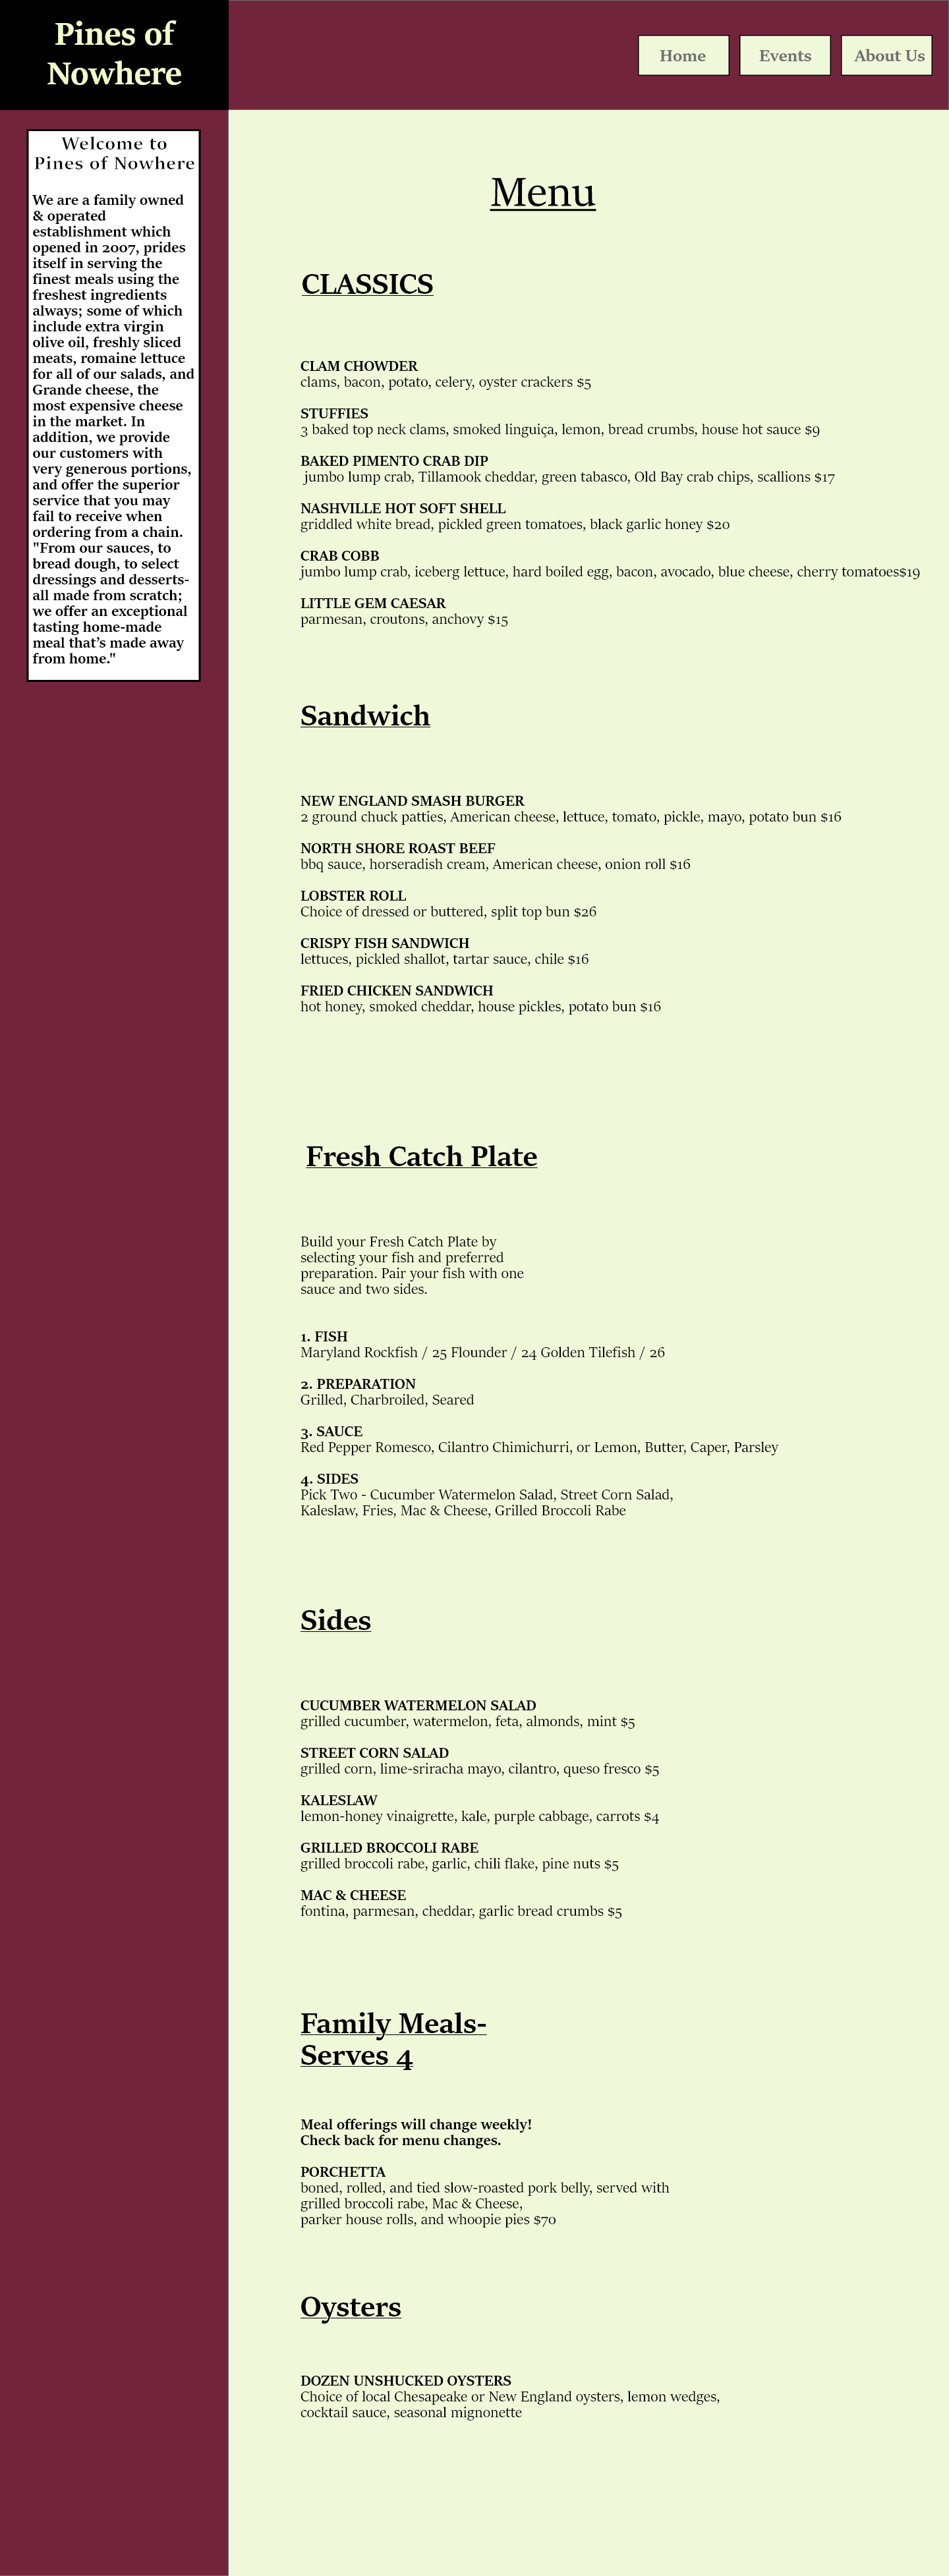 Pines of
Nowhere
Home
Events
About Us
Welcome to
Pines of Nowhere
We are a family owned
& operated
establishment which
opened in 2007, prides
itself in serving the
finest meals using the
freshest ingredients
always; some of which
include extra virgin
olive oil, freshly sliced
meats, romaine lettuce
for all of our salads, and
Grande cheese, the
most expensive cheese
in the market. In
addition, we provide
our customers with
very generous portions,
and offer the superior
service that you may
fail to receive when
ordering from a chain.
"From our sauces, to
bread dough, to select
dressings and desserts-
all made from scratch;
we offer an exceptional
tasting home-made
meal that's made away
from home."
Menu
CLASSICS
CLAM CHOWDER
clams, bacon, potato, celery, oyster crackers $5
STUFFIES
3 baked top neck clams, smoked linguiça, lemon, bread crumbs, house hot sauce $9
BAKED PIMENTO CRAB DIP
jumbo lump crab, Tillamook cheddar, green tabasco, Old Bay crab chips, scallions $17
NASHVILLE HOT SOFT SHELL
griddled white bread, pickled green tomatoes, black garlic honey $20
CRAB COBB
jumbo lump crab, iceberg lettuce, hard boiled egg, bacon, avocado, blue cheese, cherry tomatoes$19
LITTLE GEM CAESAR
parmesan, croutons, anchovy $15
Sandwich
NEW ENGLAND SMASH BURGER
2 ground chuck patties, American cheese, lettuce, tomato, pickle, mayo, potato bun $16
NORTH SHORE ROAST BEEF
bbq sauce, horseradish cream, American cheese, onion roll $16
LOBSTER ROLL
Choice of dressed or buttered, split top bun $26
CRISPY FISH SANDWICH
lettuces, pickled shallot, tartar sauce, chile $16
FRIED CHICKEN SANDWICH
hot honey, smoked cheddar, house pickles, potato bun $16
Fresh Catch Plate
Build your Fresh Catch Plate by
selecting your fish and preferred
preparation. Pair your fish with one
sauce and two sides.
1. FISH
Maryland Rockfish / 25 Flounder / 24 Golden Tilefish / 26
2. PREPARATION
Grilled, Charbroiled, Seared
3. SAUCE
Red Pepper Romesco, Cilantro Chimichurri, or Lemon, Butter, Caper, Parsley
4. SIDES
Pick Two - Cucumber Watermelon Salad, Street Corn Salad,
Kaleslaw, Fries, Mac & Cheese, Grilled Broccoli Rabe
Sides
CUCUMBER WATERMELON SALAD
grilled cucumber, watermelon, feta, almonds, mint $5
STREET CORN SALAD
grilled corn, lime-sriracha mayo, cilantro, queso fresco $5
KALESLAW
lemon-honey vinaigrette, kale, purple cabbage, carrots $4
GRILLED BROCCOLI RABE
grilled broccoli rabe, garlic, chili flake, pine nuts $5
MAC & CHEESE
fontina, parmesan, cheddar, garlic bread crumbs $5
Family Meals-
Serves 4
Meal offerings will change weekly!
Check back for menu changes.
PORCHETTA
boned, rolled, and tied slow-roasted pork belly, served with
grilled broccoli rabe, Mac & Cheese,
parker house rolls, and whoopie pies $70
Oysters
DOZEN UNSHUCKED OYSTERS
Choice of local Chesapeake or New England oysters, lemon wedges,
cocktail sauce, seasonal mignonette